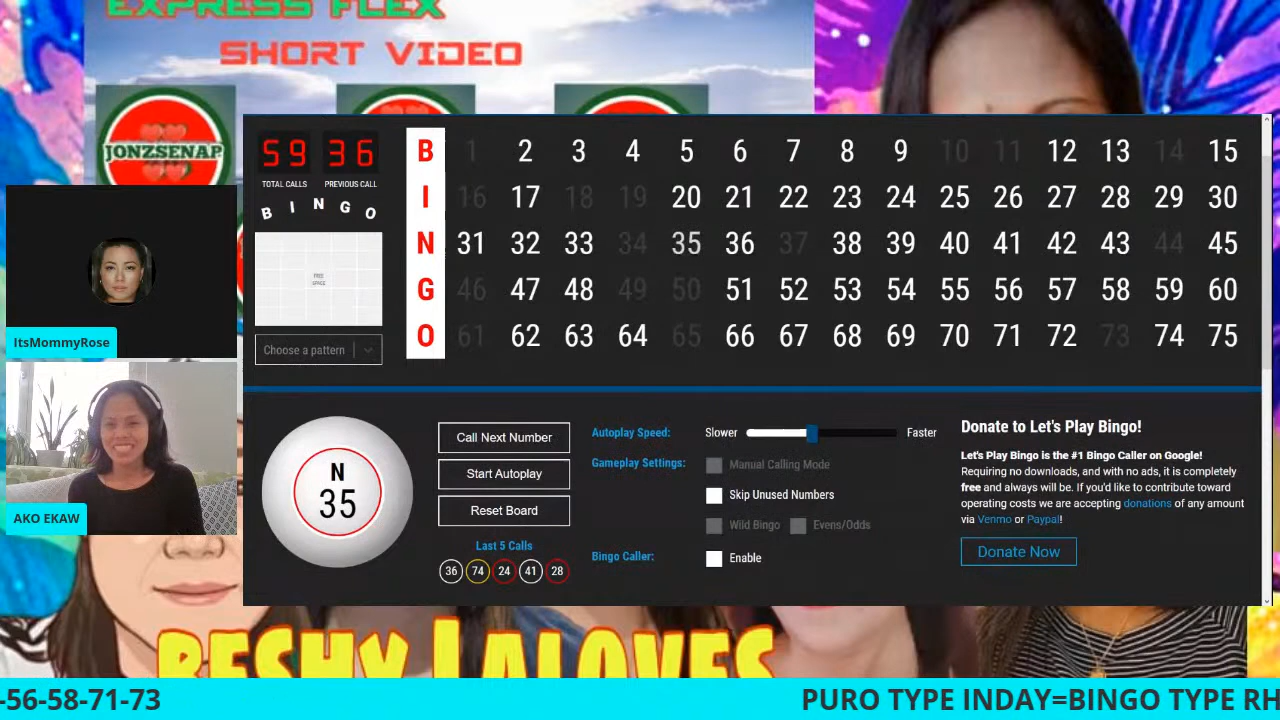 EXPRESS FLEX
SHORT VIDEO
JONZSENAP
59 36
TOTAL CALLS PREVIOUS CALL
B I N G O
FREE
SPACE
Choose a pattern
B 1 2 3 4 5 6 7 8 9 10 11 12 13 14 15
I 16 17 18 19 20 21 22 23 24 25 26 27 28 29 30
N 31 32 33 34 35 36 37 38 39 40 41 42 43 44 45
G 46 47 48 49 50 51 52 53 54 55 56 57 58 59 60
O 61 62 63 64 65 66 67 68 69 70 71 72 73 74 75
ItsMommyRose
AKO EKAW
N
35
Call Next Number
Start Autoplay
Reset Board
Last 5 Calls
36 74 24 41 28
Autoplay Speed: Slower Faster
Gameplay Settings: Manual Calling Mode
Skip Unused Numbers
Wild Bingo Evens/Odds
Bingo Caller: Enable
Donate to Let's Play Bingo!
Let's Play Bingo is the #1 Bingo Caller on Google!
Requiring no downloads, and with no ads, it is completely
free and always will be. If you'd like to contribute toward
operating costs we are accepting donations of any amount
via Venmo or Paypal!
Donate Now
BESHY LALOVES
-56-58-71-73 PURO TYPE INDAY=BINGO TYPE RH